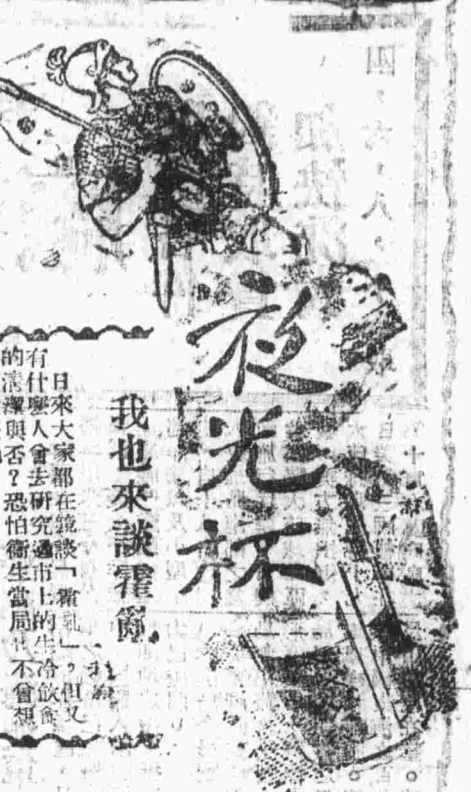 夜光杯
我也來談霍亂
日來大家都在競談「霍亂」,但又
有什麼人會去研究過市上的生冷飲食
的清潔與否?恐怕衛生當局也不曾想